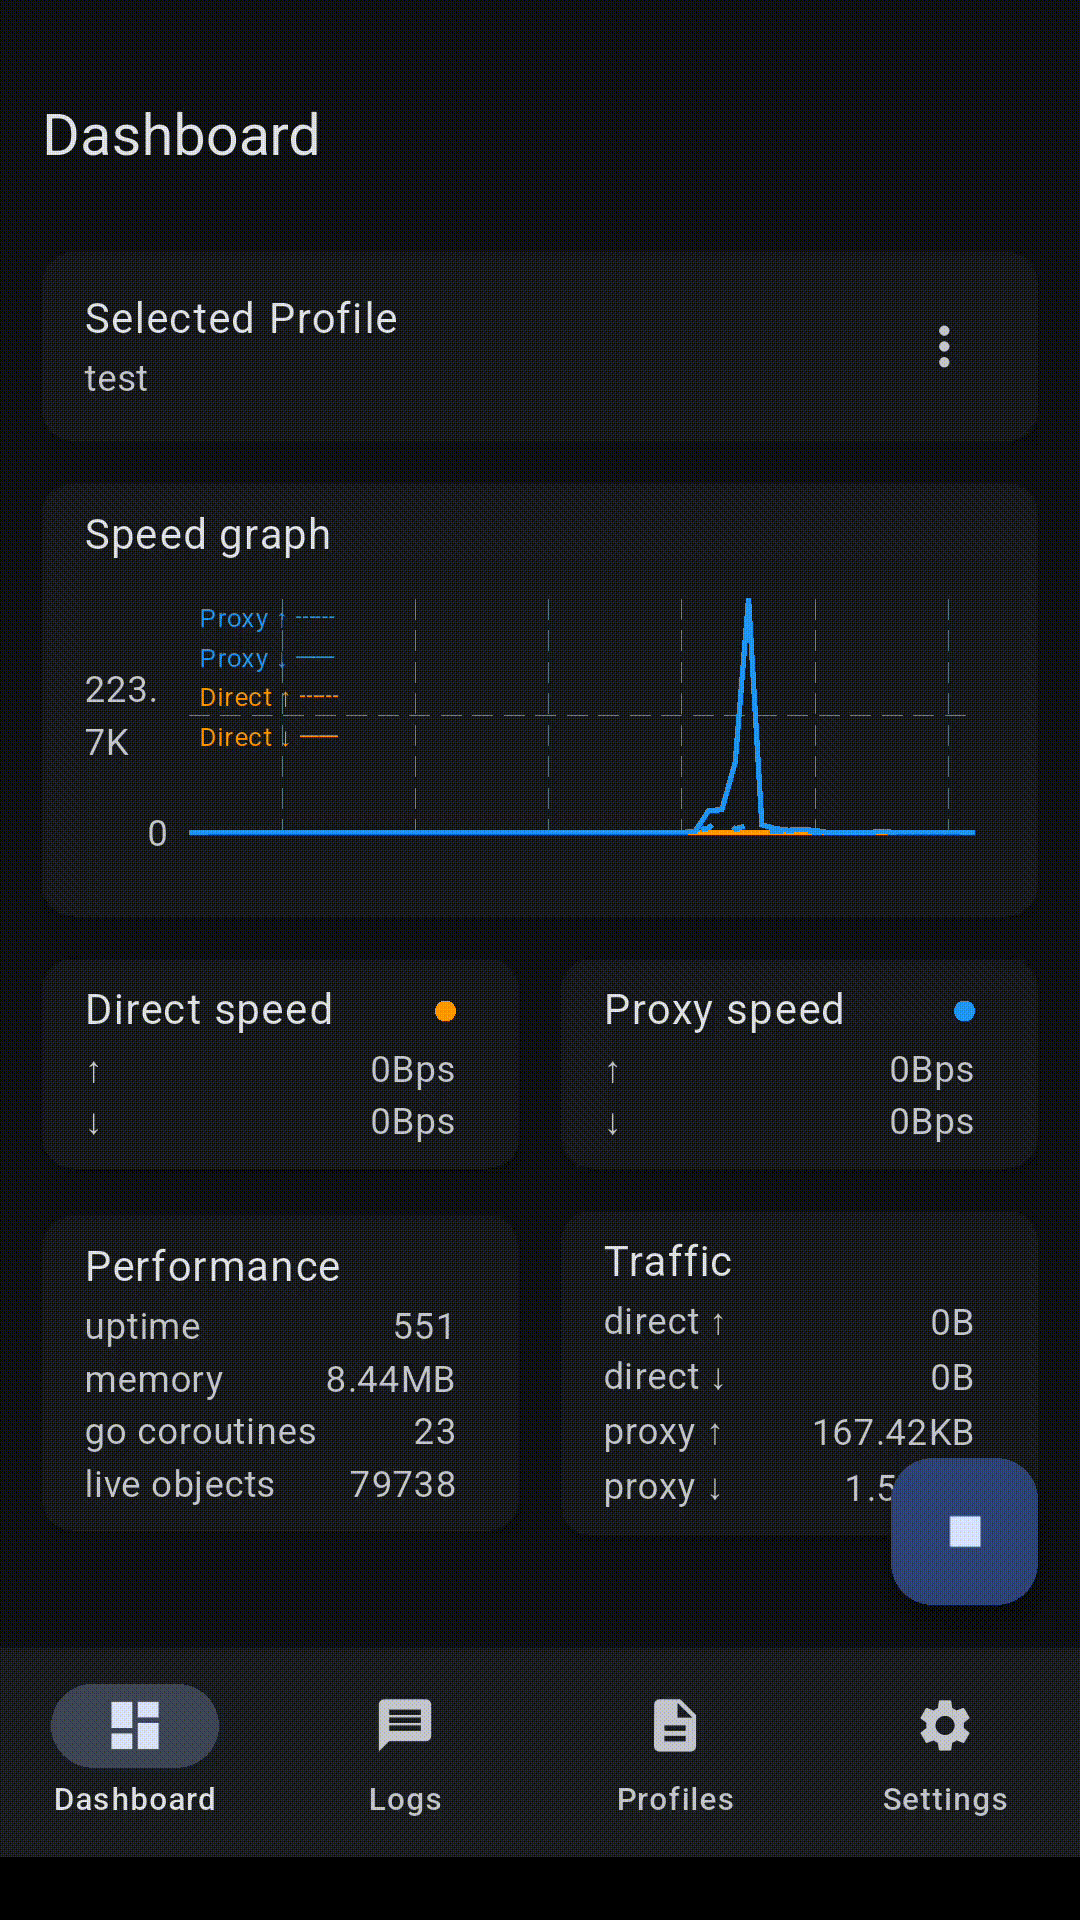 Dashboard
Selected Profile
test
Speed graph
Proxy ↑
Proxy ↓
Direct ↑
Direct ↓
223.
7K
0
Direct speed
↑ 0Bps
↓ 0Bps
Proxy speed
↑ 0Bps
↓ 0Bps
Performance
uptime 551
memory 8.44MB
go coroutines 23
live objects 79738
Traffic
direct ↑ 0B
direct ↓ 0B
proxy ↑ 167.42KB
proxy ↓ 1.5
Dashboard Logs Profiles Settings